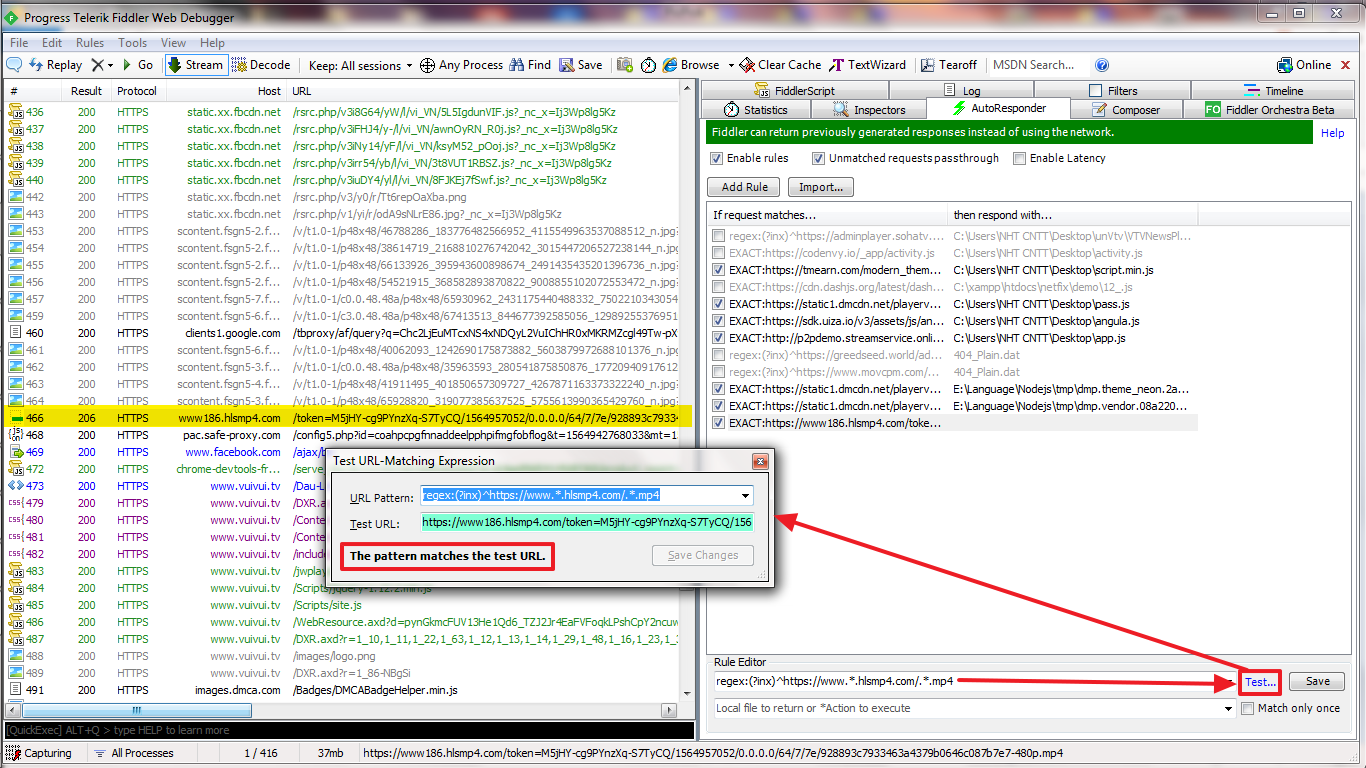 Progress Telerik Fiddler Web Debugger
File Edit Rules Tools View Help
Replay Go Stream Decode Keep: All sessions Any Process Find Save Browse Clear Cache TextWizard Tearoff MSDN Search... Online
# Result Protocol Host URL
436 200 HTTPS static.xx.fbcdn.net /rsrc.php/v3i8G64/yW/l/vi_VN/5L5IgdunVIF.js?_nc_x=Ij3Wp8lg5Kz
437 200 HTTPS static.xx.fbcdn.net /rsrc.php/v3iFHJ4/y-/l/vi_VN/awnOyRN_R0j.js?_nc_x=Ij3Wp8lg5Kz
438 200 HTTPS static.xx.fbcdn.net /rsrc.php/v3iNy14/yF/l/vi_VN/ksyM52_pOoj.js?_nc_x=Ij3Wp8lg5Kz
439 200 HTTPS static.xx.fbcdn.net /rsrc.php/v3irr54/yb/l/vi_VN/3t8VUT1RBSZ.js?_nc_x=Ij3Wp8lg5Kz
440 200 HTTPS static.xx.fbcdn.net /rsrc.php/v3iuDY4/yl/l/vi_VN/8FJKEj7fSwf.js?_nc_x=Ij3Wp8lg5Kz
442 200 HTTPS static.xx.fbcdn.net /rsrc.php/v3/y0/r/Tt6repOaXba.png
443 200 HTTPS static.xx.fbcdn.net /rsrc.php/v1/yi/r/odA9sNLrE86.jpg?_nc_x=Ij3Wp8lg5Kz
453 200 HTTPS scontent.fsgn5-2.f... /v/t1.0-1/p48x48/46788286_183776482566952_4115549963537088512_n.jpg?
454 200 HTTPS scontent.fsgn5-2.f... /v/t1.0-1/p48x48/38614719_2168810276742042_3015447206527238144_n.jpg
455 200 HTTPS scontent.fsgn5-2.f... /v/t1.0-1/p48x48/66133926_395943600898674_2491435435201396736_n.jpg?
456 200 HTTPS scontent.fsgn5-2.f... /v/t1.0-1/p48x48/54521915_368582893870822_9008855102072553472_n.jpg?
457 200 HTTPS scontent.fsgn5-7.f... /v/t1.0-1/c0.0.48.48a/p48x48/65930962_2431175440488332_7502210343054
459 200 HTTPS scontent.fsgn5-6.f... /v/t1.0-1/c0.0.48.48a/p48x48/67413513_844677392585056_12989255376951
460 200 HTTPS clients1.google.com /tbproxy/af/query?q=Chc2LjEuMTcxNS4xNDQyL2VuIChHR0xMKRMZcgl49Tw-pX
461 200 HTTPS scontent.fsgn5-6.f... /v/t1.0-1/p48x48/40062093_1242690175873882_5603879972688101376_n.jpg
462 200 HTTPS scontent.fsgn5-3.f... /v/t1.0-1/c0.0.48.48a/p48x48/35963593_280541875850876_17720940917612
463 200 HTTPS scontent.fsgn5-4.f... /v/t1.0-1/p48x48/41911495_401850657309727_4267871163373322240_n.jpg?
464 200 HTTPS scontent.fsgn5-3.f... /v/t1.0-1/p48x48/65928820_319077385637525_5755613900365429760_n.jpg?
466 206 HTTPS www186.hlsmp4.com /token=M5jHY-cg9PYnzXq-S7TyCQ/1564957052/0.0.0.0/64/7/7e/928893c7933
468 200 HTTPS pac.safe-proxy.com /config5.php?id=coahpcpgfnnaddeelpphpifmgfobflog&t=1564942768033&mt=1
469 200 HTTPS www.facebook.com /ajax/b
472 200 HTTPS chrome-devtools-fr... /serve
473 200 HTTPS www.vuivui.tv /Dau-L
478 200 HTTPS www.vuivui.tv /DXR.a
479 200 HTTPS www.vuivui.tv /DXR.a
480 200 HTTPS www.vuivui.tv /Conten
481 200 HTTPS www.vuivui.tv /Conten
482 200 HTTPS www.vuivui.tv /include
483 200 HTTPS www.vuivui.tv /jwplay
484 200 HTTPS www.vuivui.tv /Scripts/jquery-1.12.2.min.js
485 200 HTTPS www.vuivui.tv /Scripts/site.js
486 200 HTTPS www.vuivui.tv /WebResource.axd?d=pynGkmcFUV13He1Qd6_TZJ2Jr4EaFVFoqkLPshCpY2ncuw
487 200 HTTPS www.vuivui.tv /DXR.axd?r=1_10,1_11,1_22,1_63,1_12,1_13,1_14,1_29,1_48,1_16,1_23,1_2
488 200 HTTPS www.vuivui.tv /images/logo.png
489 200 HTTPS www.vuivui.tv /DXR.axd?r=1_86-NBgSi
491 200 HTTPS images.dmca.com /Badges/DMCABadgeHelper.min.js
FiddlerScript Log Filters Timeline
Statistics Inspectors AutoResponder Composer FO Fiddler Orchestra Beta
Fiddler can return previously generated responses instead of using the network. Help
Enable rules Unmatched requests passthrough Enable Latency
Add Rule Import...
If request matches... then respond with...
regex:(?inx)^https://adminplayer.sohatv.... C:\Users\NHT CNTT\Desktop\unVtv\VTVNewsPl...
EXACT:https://codenvy.io/_app/activity.js C:\Users\NHT CNTT\Desktop\activity.js
EXACT:https://tmearn.com/modern_them... C:\Users\NHT CNTT\Desktop\script.min.js
EXACT:https://cdn.dashjs.org/latest/dash... C:\xampp\htdocs\netfix\demo\12_.js
EXACT:https://static1.dmcdn.net/playerv... C:\Users\NHT CNTT\Desktop\pass.js
EXACT:https://sdk.uiza.io/v3/assets/js/an... C:\Users\NHT CNTT\Desktop\angula.js
EXACT:http://p2pdemo.streamservice.onli... C:\Users\NHT CNTT\Desktop\app.js
regex:(?inx)^https://greedseed.world/ad... 404_Plain.dat
regex:(?inx)^https://www.movcpm.com/... 404_Plain.dat
EXACT:https://static1.dmcdn.net/playerv... E:\Language\Nodejs\tmp\dmp.theme_neon.2a...
EXACT:https://static1.dmcdn.net/playerv... E:\Language\Nodejs\tmp\dmp.vendor.08a220...
EXACT:https://www186.hlsmp4.com/toke...
Test URL-Matching Expression
URL Pattern: regex:(?inx)^https://www.*.hlsmp4.com/.*.mp4
Test URL: https://www186.hlsmp4.com/token=M5jHY-cg9PYnzXq-S7TyCQ/156
The pattern matches the test URL. Save Changes
Rule Editor
regex:(?inx)^https://www.*.hlsmp4.com/.*.mp4 Test... Save
Local file to return or *Action to execute Match only once
[QuickExec] ALT+Q > type HELP to learn more
Capturing All Processes 1 / 416 37mb https://www186.hlsmp4.com/token=M5jHY-cg9PYnzXq-S7TyCQ/1564957052/0.0.0.0/64/7/7e/928893c7933463a4379b0646c087b7e7-480p.mp4